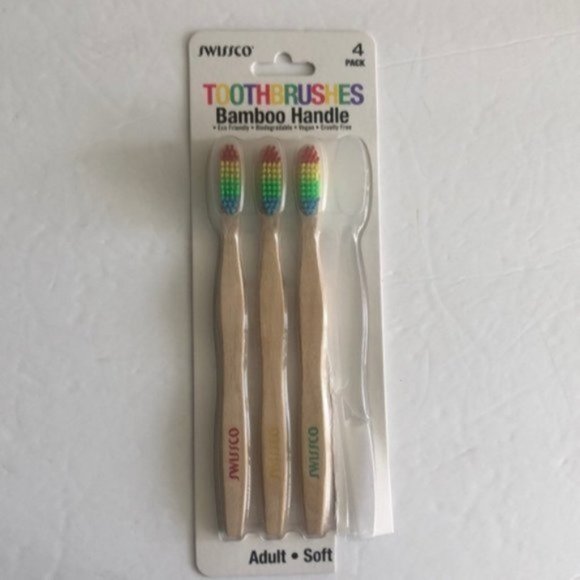 SWISSCO
4
PACK
TOOTHBRUSHES
Bamboo Handle
• Eco Friendly • Biodegradable • Vegan • Cruelty Free
SWISSCO
SWISSCO
SWISSCO
Adult • Soft